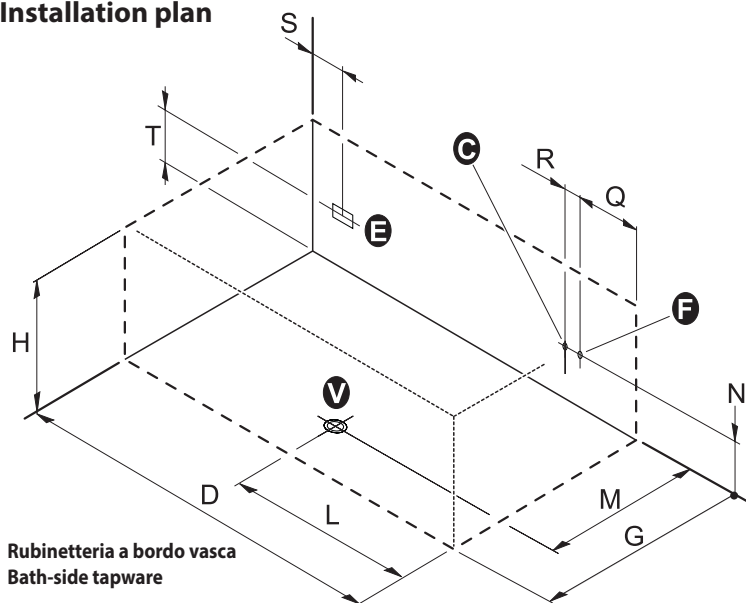 Installation plan
S
T
C
R
Q
E
F
H
N
V
D
L
M
G
Rubinetteria a bordo vasca
Bath-side tapware